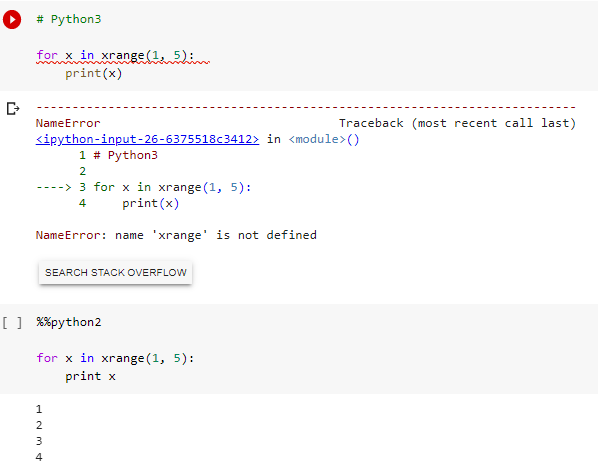 # Python3
for x in xrange(1, 5):
    print(x)
---------------------------------------------------------------------------
NameError                                 Traceback (most recent call last)
<ipython-input-26-6375518c3412> in <module>()
      1 # Python3
      2
----> 3 for x in xrange(1, 5):
      4     print(x)
NameError: name 'xrange' is not defined
SEARCH STACK OVERFLOW
[ ] %%python2
for x in xrange(1, 5):
    print x
1
2
3
4